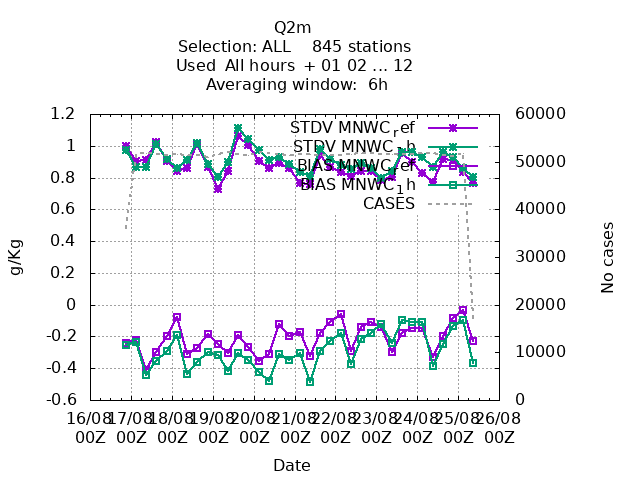 Q2m
Selection: ALL    845 stations
Used  All hours  + 01 02 ... 12
Averaging window:  6h
1.2
1
0.8
0.6
0.4
0.2
0
-0.2
-0.4
-0.6
60000
50000
40000
30000
20000
10000
0
g/Kg
No cases
STDV MNWC_ref
STDV MNWC_1h
BIAS MNWC_ref
BIAS MNWC_1h
CASES
16/08 17/08 18/08 19/08 20/08 21/08 22/08 23/08 24/08 25/08 26/08
00Z 00Z 00Z 00Z 00Z 00Z 00Z 00Z 00Z 00Z 00Z
Date